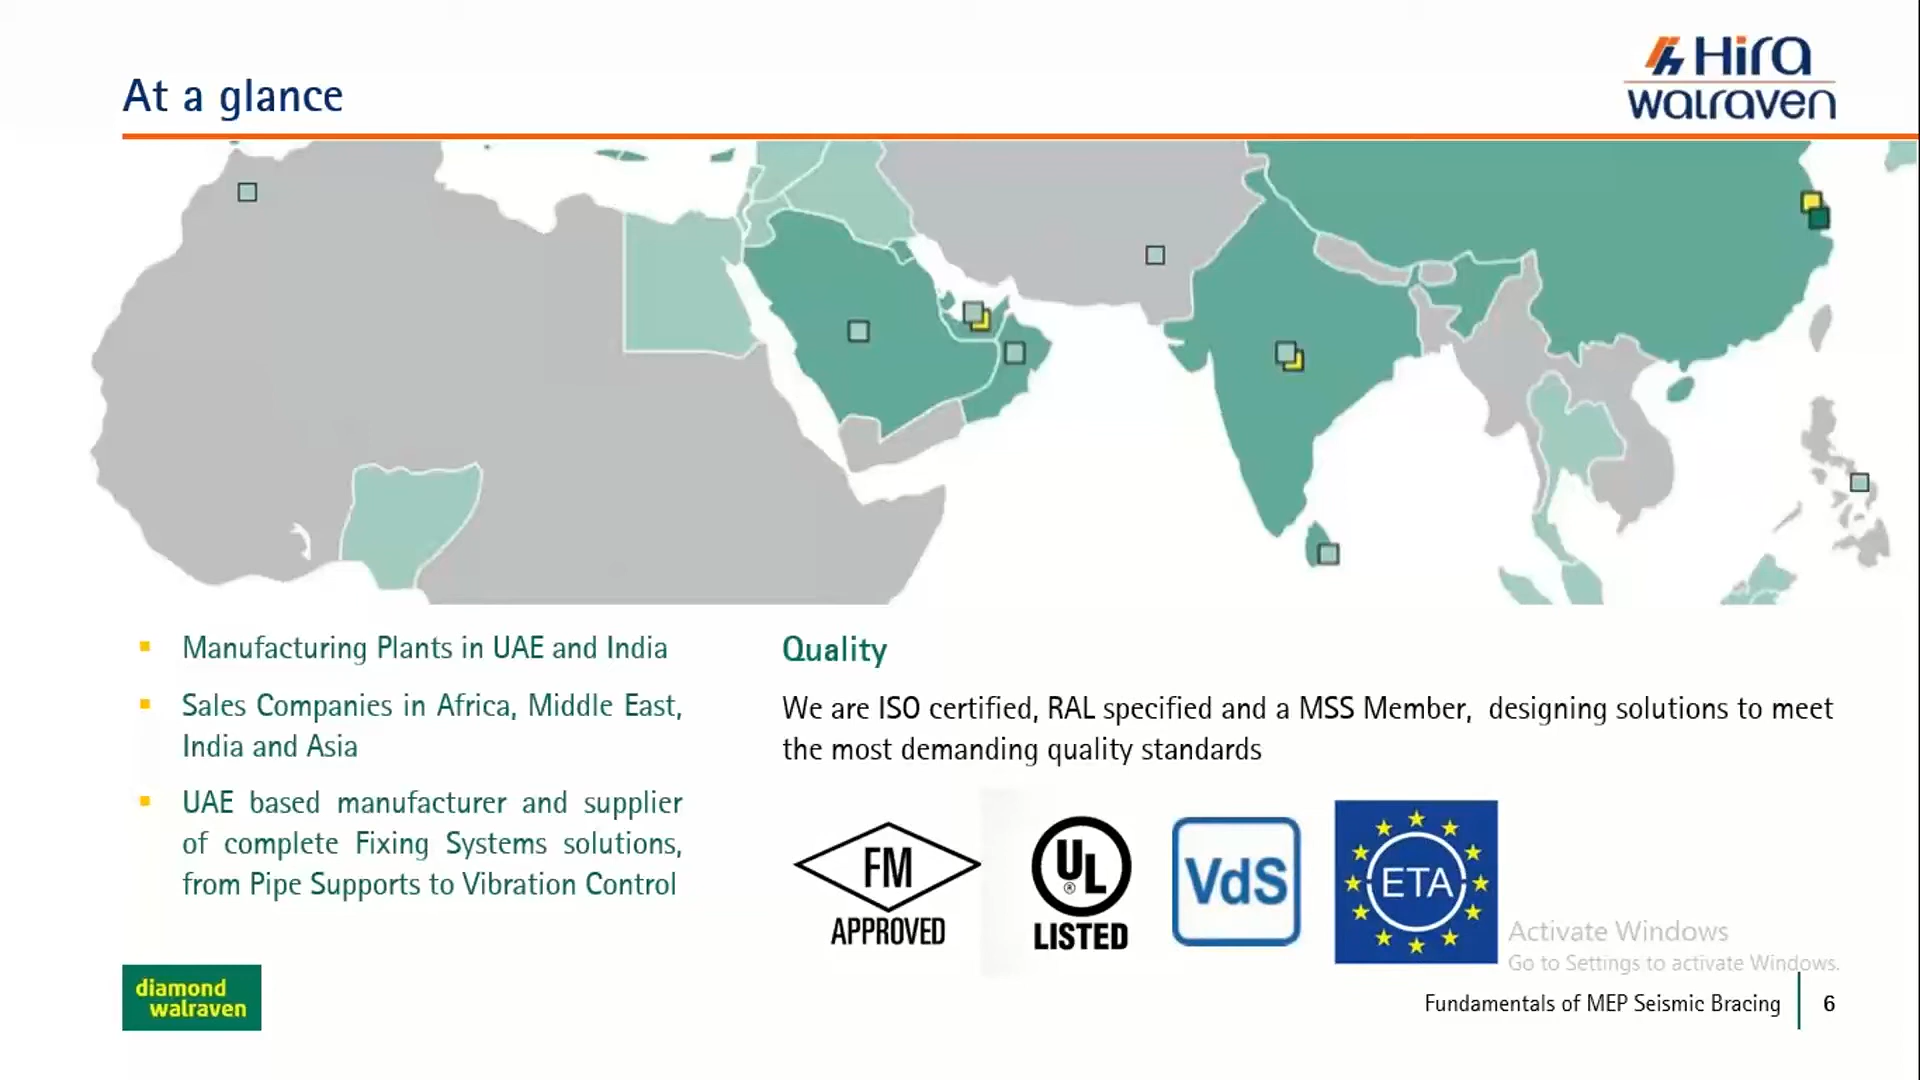 Hira
walraven
At a glance
Manufacturing Plants in UAE and India
Sales Companies in Africa, Middle East,
India and Asia
UAE based manufacturer and supplier
of complete Fixing Systems solutions,
from Pipe Supports to Vibration Control
Quality
We are ISO certified, RAL specified and a MSS Member, designing solutions to meet
the most demanding quality standards
FM
APPROVED
UL
®
LISTED
VdS
ETA
Activate Windows
Go to Settings to activate Windows.
diamond
walraven
Fundamentals of MEP Seismic Bracing
6